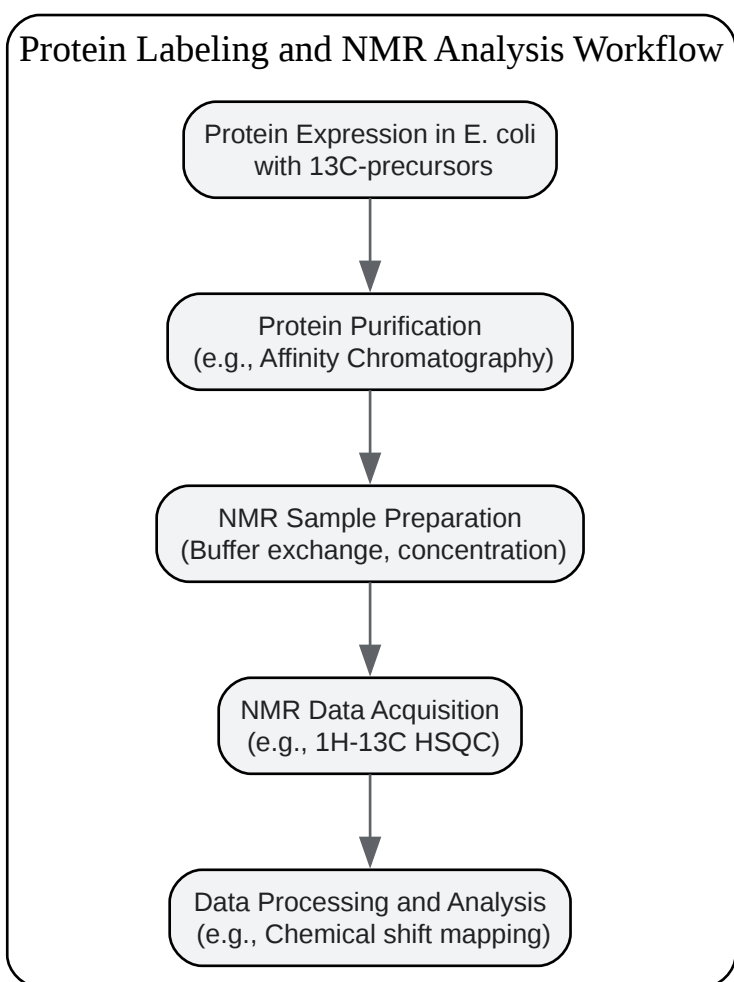 Protein Labeling and NMR Analysis Workflow
Protein Expression in E. coli
with 13C-precursors
Protein Purification
(e.g., Affinity Chromatography)
NMR Sample Preparation
(Buffer exchange, concentration)
NMR Data Acquisition
(e.g., 1H-13C HSQC)
Data Processing and Analysis
(e.g., Chemical shift mapping)